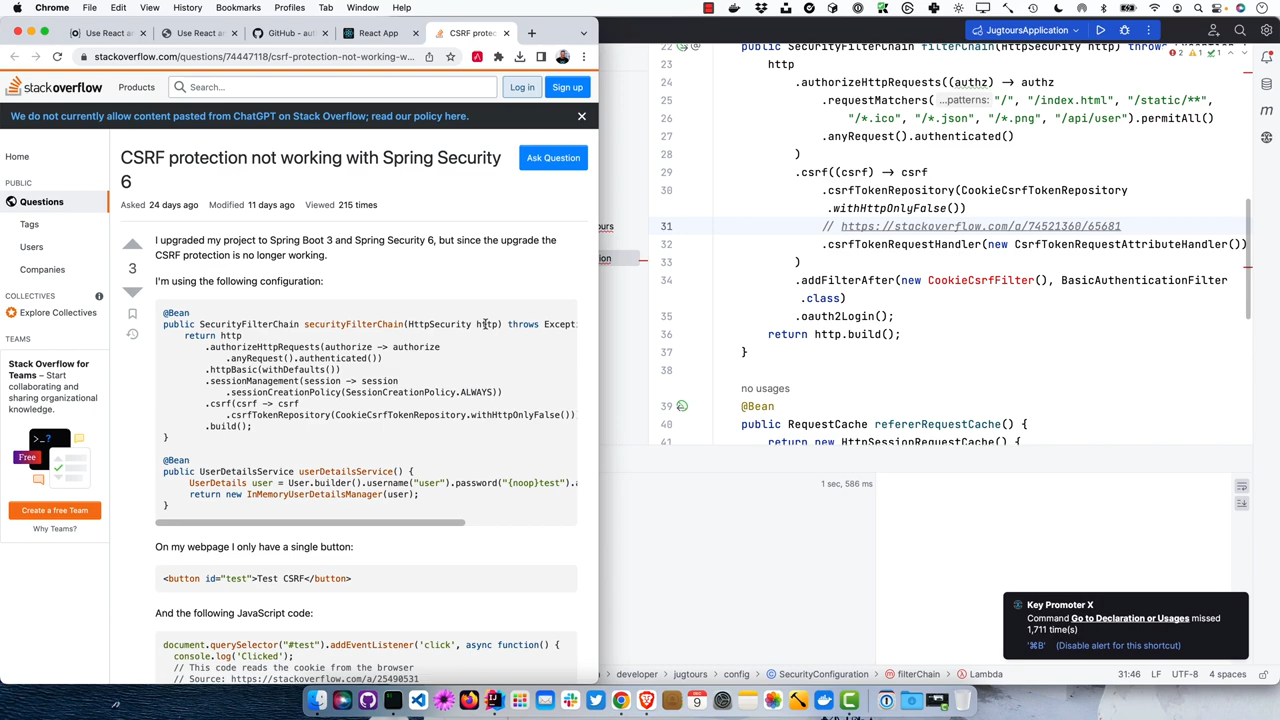 Chrome File Edit View History Bookmarks Profiles Tab Window Help
Use React ar
Use React ar
GitHub - aut
React App
CSRF protec
stackoverflow.com/questions/74447118/csrf-protection-not-working-w...
stackoverflow
Products
Search...
Log in
Sign up
We do not currently allow content pasted from ChatGPT on Stack Overflow; read our policy here.
Home
PUBLIC
Questions
Tags
Users
Companies
COLLECTIVES
Explore Collectives
TEAMS
Stack Overflow for
Teams – Start
collaborating and
sharing organizational
knowledge.
Free
Create a free Team
Why Teams?
CSRF protection not working with Spring Security
6
Ask Question
Asked 24 days ago Modified 11 days ago Viewed 215 times
3
I upgraded my project to Spring Boot 3 and Spring Security 6, but since the upgrade the
CSRF protection is no longer working.
I'm using the following configuration:
@Bean
public SecurityFilterChain securityFilterChain(HttpSecurity http) throws Excepti
return http
.authorizeHttpRequests(authorize -> authorize
.anyRequest().authenticated())
.httpBasic(withDefaults())
.sessionManagement(session -> session
.sessionCreationPolicy(SessionCreationPolicy.ALWAYS))
.csrf(csrf -> csrf
.csrfTokenRepository(CookieCsrfTokenRepository.withHttpOnlyFalse())
.build();
}
@Bean
public UserDetailsService userDetailsService() {
UserDetails user = User.builder().username("user").password("{noop}test").a
return new InMemoryUserDetailsManager(user);
}
On my webpage I only have a single button:
<button id="test">Test CSRF</button>
And the following JavaScript code:
document.querySelector("#test").addEventListener('click', async function() {
console.log('Clicked');
// This code reads the cookie from the browser
// Source: https://stackoverflow.com/a/25490531
JugtoursApplication
2 1 1
22 public SecurityFilterChain filterChain(HttpSecurity http) throws Exception
23 http
24 .authorizeHttpRequests((authz) -> authz
25 .requestMatchers( ...patterns: "/", "/index.html", "/static/**",
26 "/*.ico", "/*.json", "/*.png", "/api/user").permitAll()
27 .anyRequest().authenticated()
28 )
29 .csrf((csrf) -> csrf
30 .csrfTokenRepository(CookieCsrfTokenRepository
.withHttpOnlyFalse())
31 // https://stackoverflow.com/a/74521360/65681
32 .csrfTokenRequestHandler(new CsrfTokenRequestAttributeHandler())
33 )
34 .addFilterAfter(new CookieCsrfFilter(), BasicAuthenticationFilter
.class)
35 .oauth2Login();
36 return http.build();
37 }
38
no usages
39 @Bean
40 public RequestCache refererRequestCache() {
41 return new HttpSessionRequestCache() {
ours
ion
1 sec, 586 ms
Key Promoter X
Command Go to Declaration or Usages missed
1,711 time(s)
'⌘B' (Disable alert for this shortcut)
developer jugtours config SecurityConfiguration filterChain Lambda
31:46 LF UTF-8 4 spaces